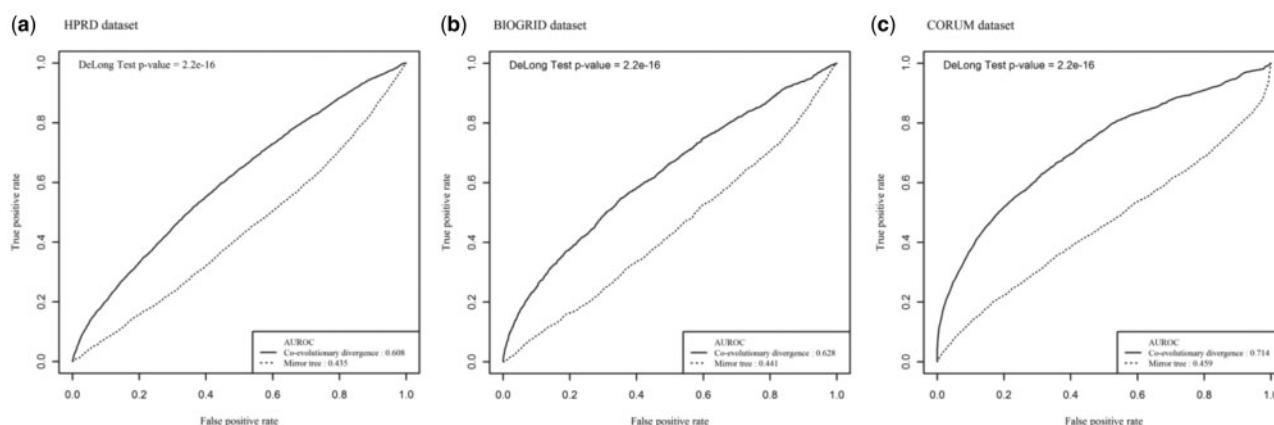 (a) HPRD dataset
DeLong Test p-value = 2.2e-16
True positive rate
1.0
0.8
0.6
0.4
0.2
0.0
AUROC
Co-evolutionary divergence : 0.608
Mirror tree : 0.435
0.0 0.2 0.4 0.6 0.8 1.0
False positive rate
(b) BIOGRID dataset
DeLong Test p-value = 2.2e-16
True positive rate
1.0
0.8
0.6
0.4
0.2
0.0
AUROC
Co-evolutionary divergence : 0.628
Mirror tree : 0.441
0.0 0.2 0.4 0.6 0.8 1.0
False positive rate
(c) CORUM dataset
DeLong Test p-value = 2.2e-16
True positive rate
1.0
0.8
0.6
0.4
0.2
0.0
AUROC
Co-evolutionary divergence : 0.714
Mirror tree : 0.459
0.0 0.2 0.4 0.6 0.8 1.0
False positive rate